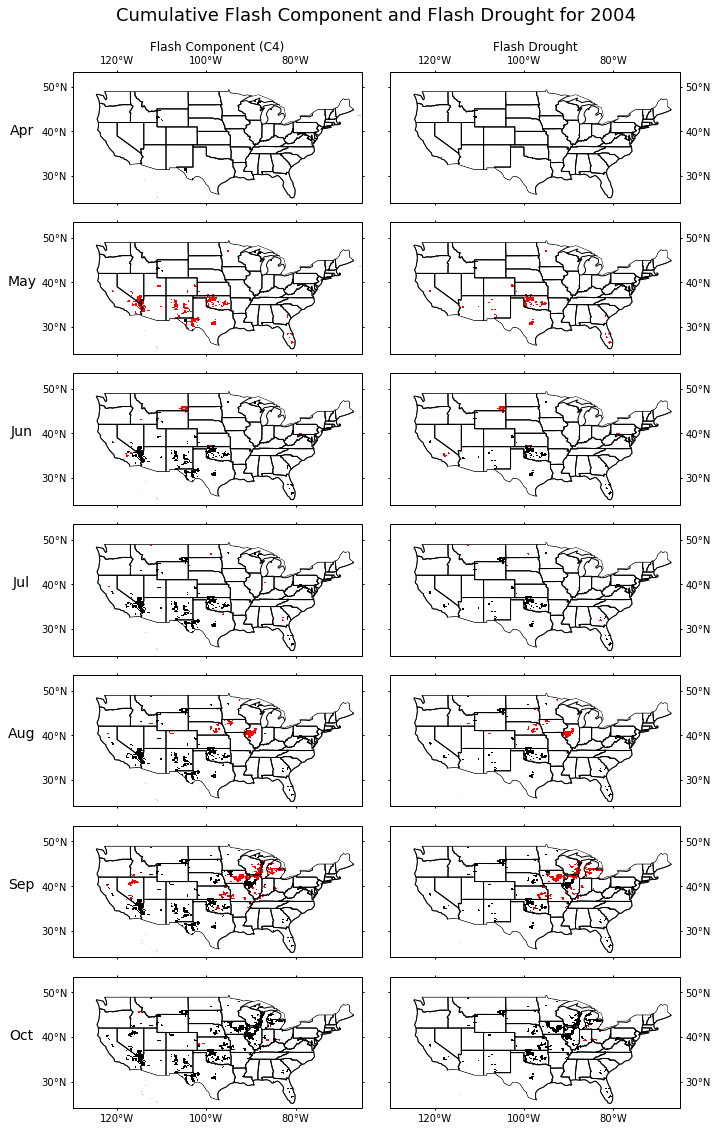 Cumulative Flash Component and Flash Drought for 2004
Flash Component (C4) Flash Drought
120°W 100°W 80°W 120°W 100°W 80°W
50°N 50°N
Apr 40°N 40°N
30°N 30°N
50°N 50°N
May 40°N 40°N
30°N 30°N
50°N 50°N
Jun 40°N 40°N
30°N 30°N
50°N 50°N
Jul 40°N 40°N
30°N 30°N
50°N 50°N
Aug 40°N 40°N
30°N 30°N
50°N 50°N
Sep 40°N 40°N
30°N 30°N
50°N 50°N
Oct 40°N 40°N
30°N 30°N
120°W 100°W 80°W 120°W 100°W 80°W